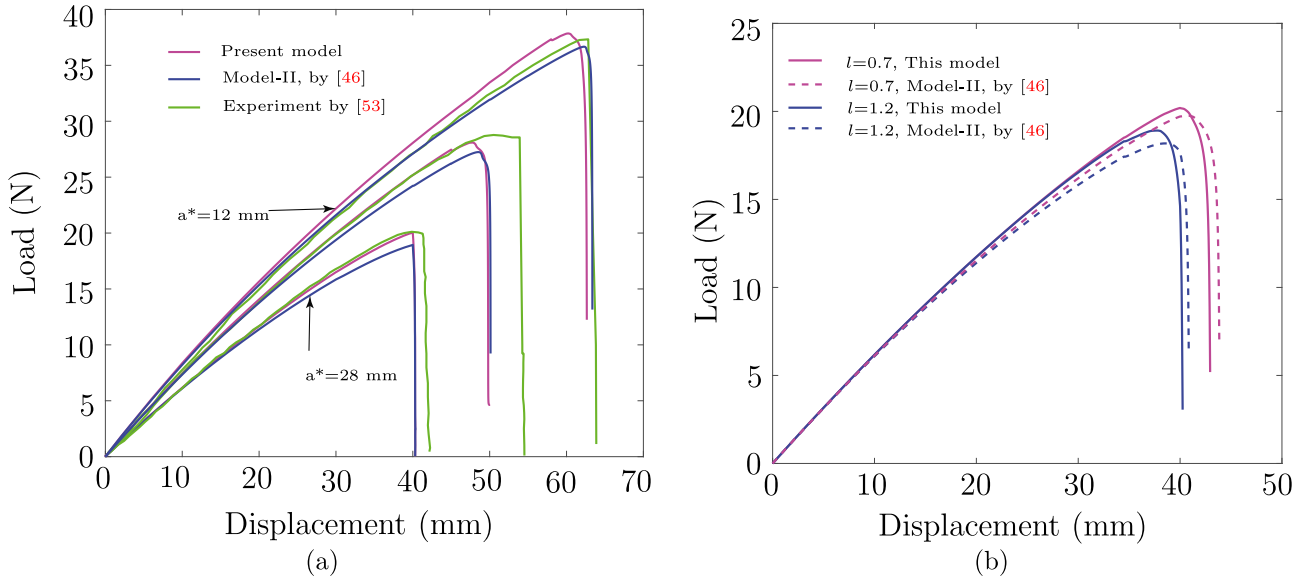 40
35
30
25
20
15
10
5
0
Load (N)
Present model
Model-II, by [46]
Experiment by [53]
a*=12 mm
a*=28 mm
0 10 20 30 40 50 60 70
Displacement (mm)
(a)
25
20
15
10
5
0
Load (N)
l=0.7, This model
l=0.7, Model-II, by [46]
l=1.2, This model
l=1.2, Model-II, by [46]
0 10 20 30 40 50
Displacement (mm)
(b)